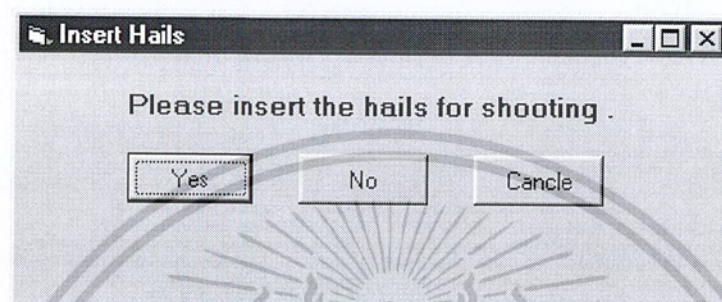 Insert Hails
Please insert the hails for shooting .
Yes No Cancle